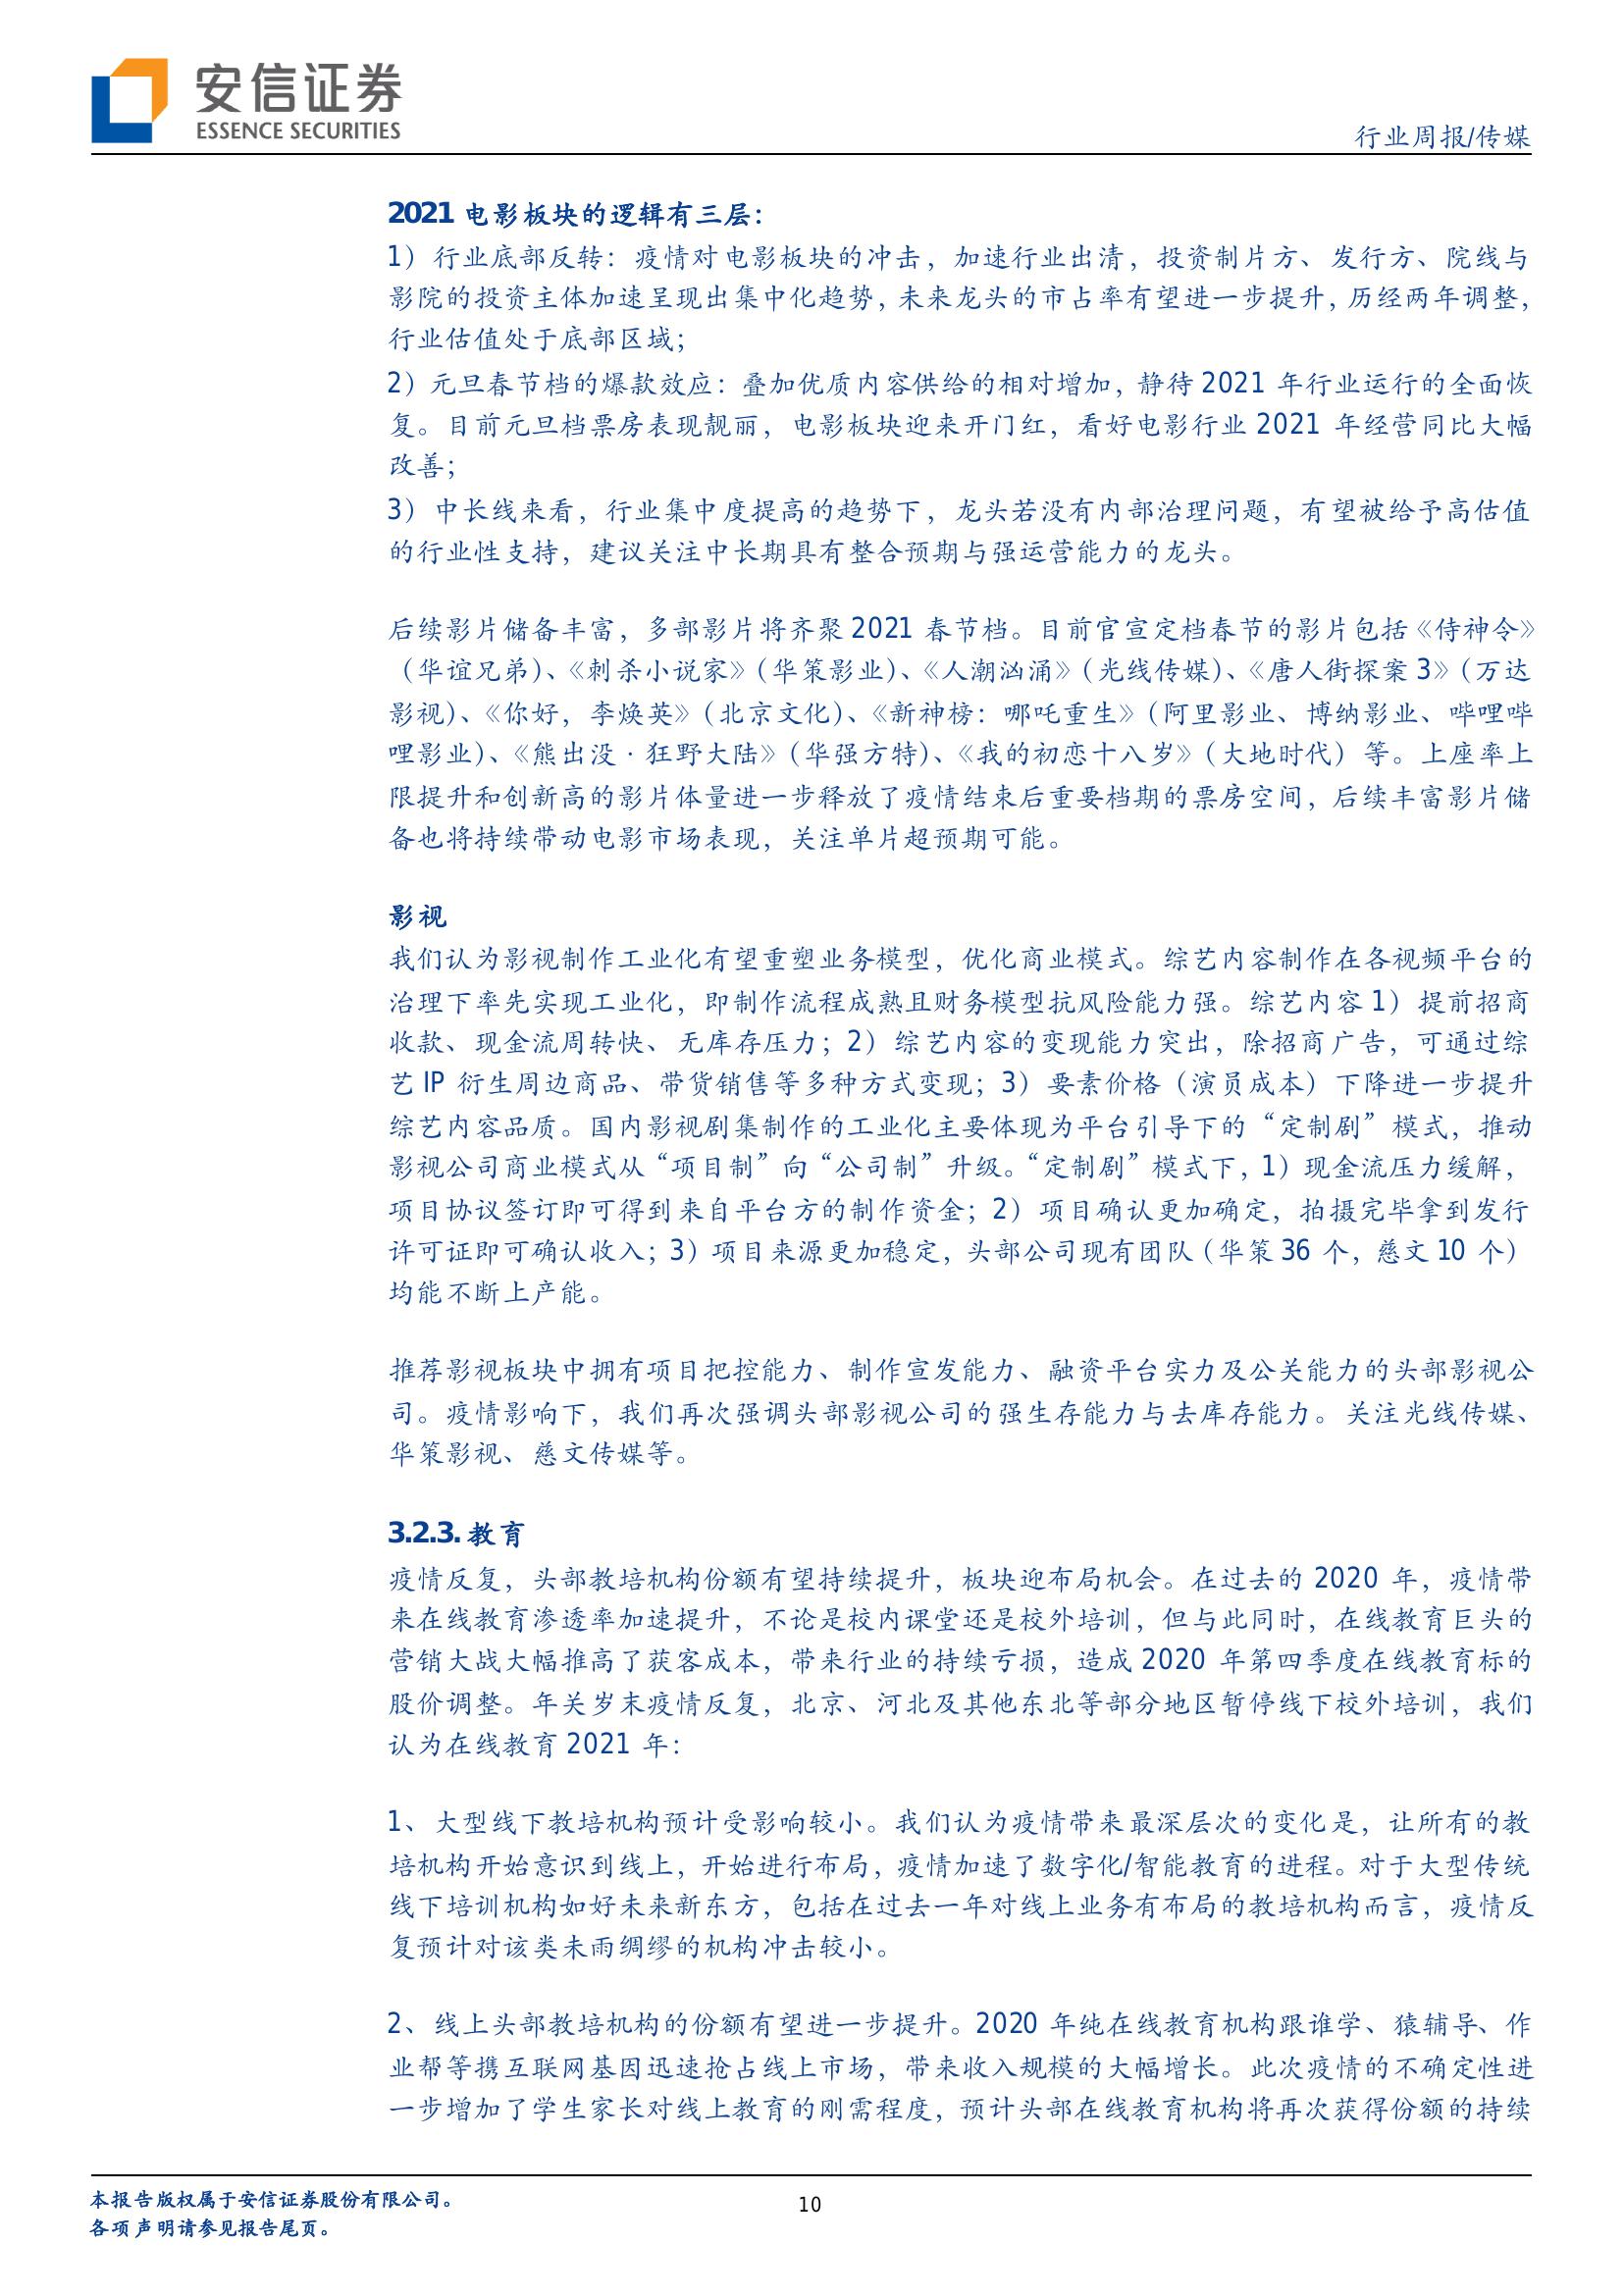 安信证券
ESSENCE SECURITIES
行业周报/传媒
2021 电影板块的逻辑有三层：
1）行业底部反转：疫情对电影板块的冲击，加速行业出清，投资制片方、发行方、院线与
影院的投资主体加速呈现出集中化趋势，未来龙头的市占率有望进一步提升，历经两年调整，
行业估值处于底部区域；
2）元旦春节档的爆款效应：叠加优质内容供给的相对增加，静待 2021 年行业运行的全面恢
复。目前元旦档票房表现靓丽，电影板块迎来开门红，看好电影行业 2021 年经营同比大幅
改善；
3）中长线来看，行业集中度提高的趋势下，龙头若没有内部治理问题，有望被给予高估值
的行业性支持，建议关注中长期具有整合预期与强运营能力的龙头。
后续影片储备丰富，多部影片将齐聚 2021 春节档。目前官宣定档春节的影片包括《侍神令》
（华谊兄弟）、《刺杀小说家》（华策影业）、《人潮汹涌》（光线传媒）、《唐人街探案 3》（万达
影视）、《你好，李焕英》（北京文化）、《新神榜：哪吒重生》（阿里影业、博纳影业、哔哩哔
哩影业）、《熊出没·狂野大陆》（华强方特）、《我的初恋十八岁》（大地时代）等。上座率上
限提升和创新高的影片体量进一步释放了疫情结束后重要档期的票房空间，后续丰富影片储
备也将持续带动电影市场表现，关注单片超预期可能。
影视
我们认为影视制作工业化有望重塑业务模型，优化商业模式。综艺内容制作在各视频平台的
治理下率先实现工业化，即制作流程成熟且财务模型抗风险能力强。综艺内容 1）提前招商
收款、现金流周转快、无库存压力；2）综艺内容的变现能力突出，除招商广告，可通过综
艺 IP 衍生周边商品、带货销售等多种方式变现；3）要素价格（演员成本）下降进一步提升
综艺内容品质。国内影视剧集制作的工业化主要体现为平台引导下的“定制剧”模式，推动
影视公司商业模式从“项目制”向“公司制”升级。“定制剧”模式下，1）现金流压力缓解，
项目协议签订即可得到来自平台方的制作资金；2）项目确认更加确定，拍摄完毕拿到发行
许可证即可确认收入；3）项目来源更加稳定，头部公司现有团队（华策 36 个，慈文 10 个）
均能不断上产能。
推荐影视板块中拥有项目把控能力、制作宣发能力、融资平台实力及公关能力的头部影视公
司。疫情影响下，我们再次强调头部影视公司的强生存能力与去库存能力。关注光线传媒、
华策影视、慈文传媒等。
3.2.3. 教育
疫情反复，头部教培机构份额有望持续提升，板块迎布局机会。在过去的 2020 年，疫情带
来在线教育渗透率加速提升，不论是校内课堂还是校外培训，但与此同时，在线教育巨头的
营销大战大幅推高了获客成本，带来行业的持续亏损，造成 2020 年第四季度在线教育标的
股价调整。年关岁末疫情反复，北京、河北及其他东北等部分地区暂停线下校外培训，我们
认为在线教育 2021 年：
1、大型线下教培机构预计受影响较小。我们认为疫情带来最深层次的变化是，让所有的教
培机构开始意识到线上，开始进行布局，疫情加速了数字化/智能教育的进程。对于大型传统
线下培训机构如好未来新东方，包括在过去一年对线上业务有布局的教培机构而言，疫情反
复预计对该类未雨绸缪的机构冲击较小。
2、线上头部教培机构的份额有望进一步提升。2020 年纯在线教育机构跟谁学、猿辅导、作
业帮等携互联网基因迅速抢占线上市场，带来收入规模的大幅增长。此次疫情的不确定性进
一步增加了学生家长对线上教育的刚需程度，预计头部在线教育机构将再次获得份额的持续
本报告版权属于安信证券股份有限公司。
各项声明请参见报告尾页。
10